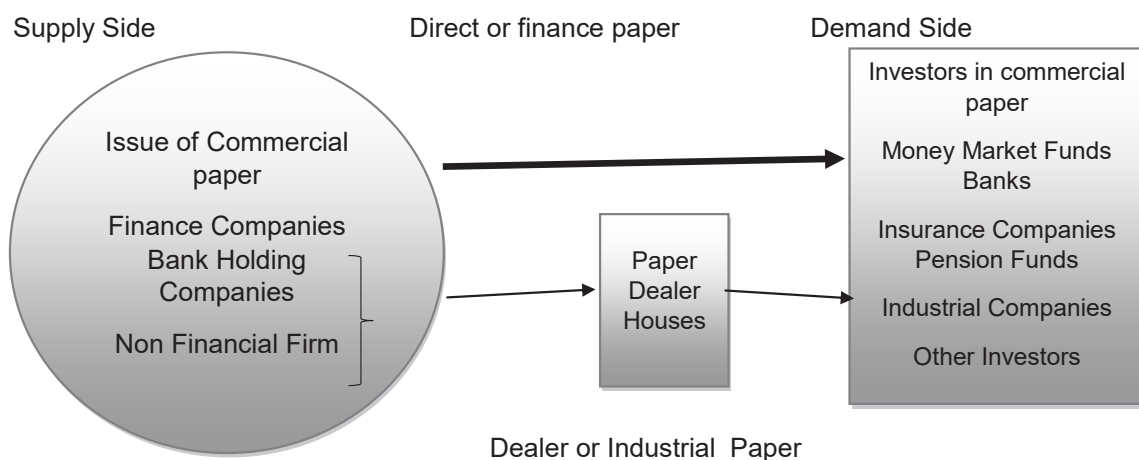 Supply Side
Direct or finance paper
Demand Side
Issue of Commercial
paper
Finance Companies
Bank Holding
Companies
Non Financial Firm
Paper
Dealer
Houses
Investors in commercial
paper
Money Market Funds
Banks
Insurance Companies
Pension Funds
Industrial Companies
Other Investors
Dealer or Industrial Paper